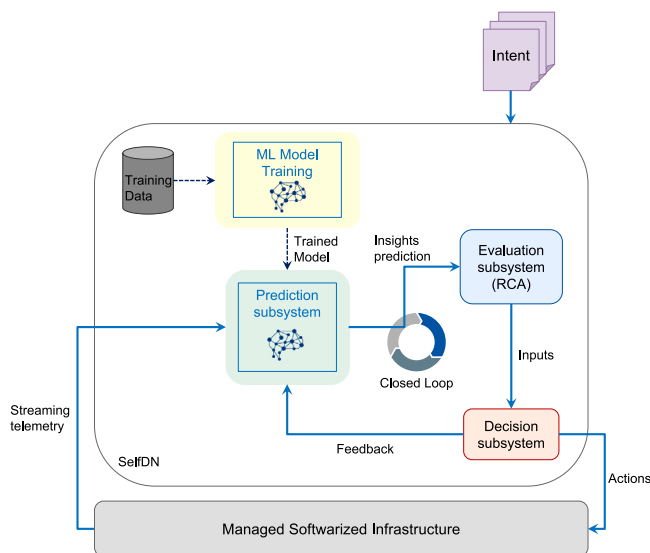 Intent
ML Model
Training
Training
Data
Trained
Model
Insights
prediction
Evaluation
subsystem
(RCA)
Prediction
subsystem
Inputs
Closed Loop
Streaming
telemetry
Decision
subsystem
Feedback
SelfDN
Actions
Managed Softwarized Infrastructure